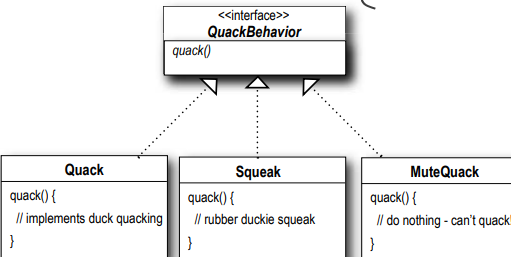 <<interface>>
QuackBehavior
quack()
Quack
quack() {
// implements duck quacking
}
Squeak
quack() {
// rubber duckie squeak
}
MuteQuack
quack() {
// do nothing - can't quack!
}